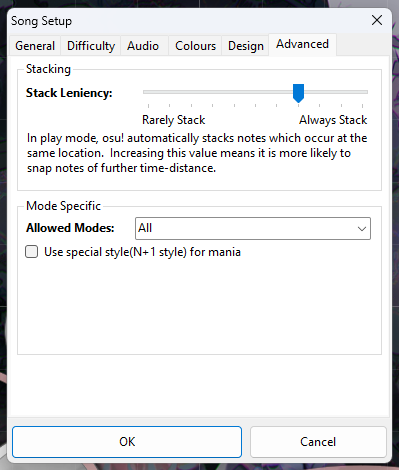 Song Setup
General Difficulty Audio Colours Design Advanced
Stacking
Stack Leniency:
Rarely Stack Always Stack
In play mode, osu! automatically stacks notes which occur at the
same location. Increasing this value means it is more likely to
snap notes of further time-distance.
Mode Specific
Allowed Modes: All
Use special style(N+1 style) for mania
OK Cancel